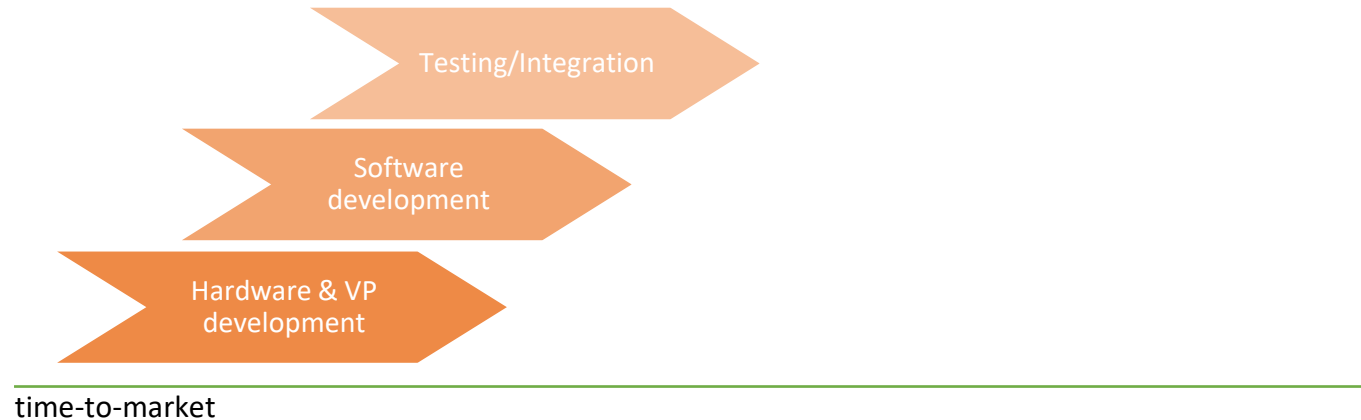 Testing/Integration
Software
development
Hardware & VP
development
time-to-market